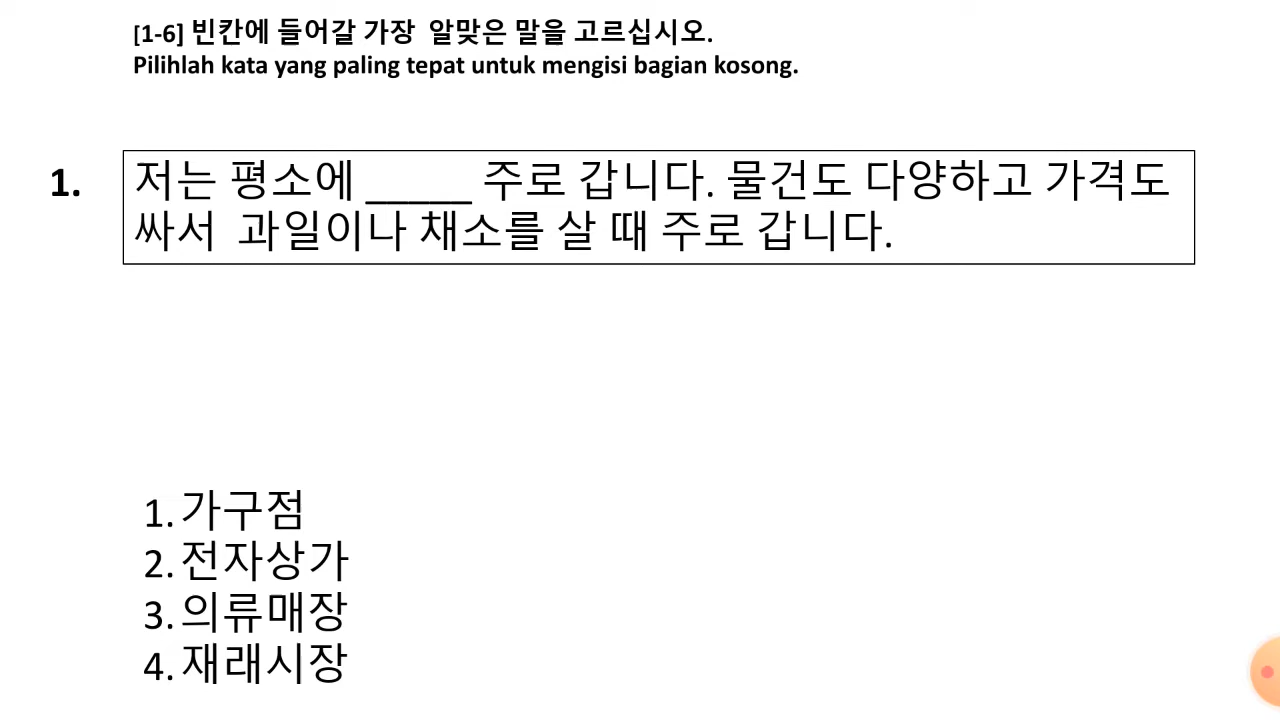 [1-6] 빈칸에 들어갈 가장 알맞은 말을 고르십시오.
Pilihlah kata yang paling tepat untuk mengisi bagian kosong.
1. 저는 평소에 _____ 주로 갑니다. 물건도 다양하고 가격도
싸서 과일이나 채소를 살 때 주로 갑니다.
1. 가구점
2. 전자상가
3. 의류매장
4. 재래시장